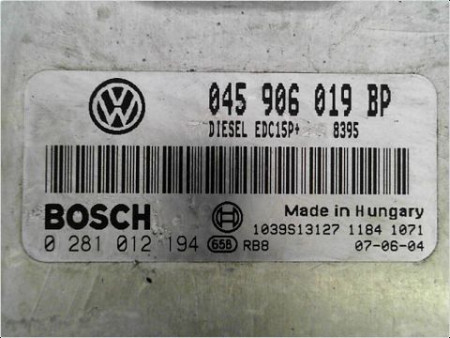 045 906 019 BP
DIESEL EDC15P+ 8395
BOSCH
Made in Hungary
1039S13127 1184 1071
0 281 012 194 656 RB8 07-06-04